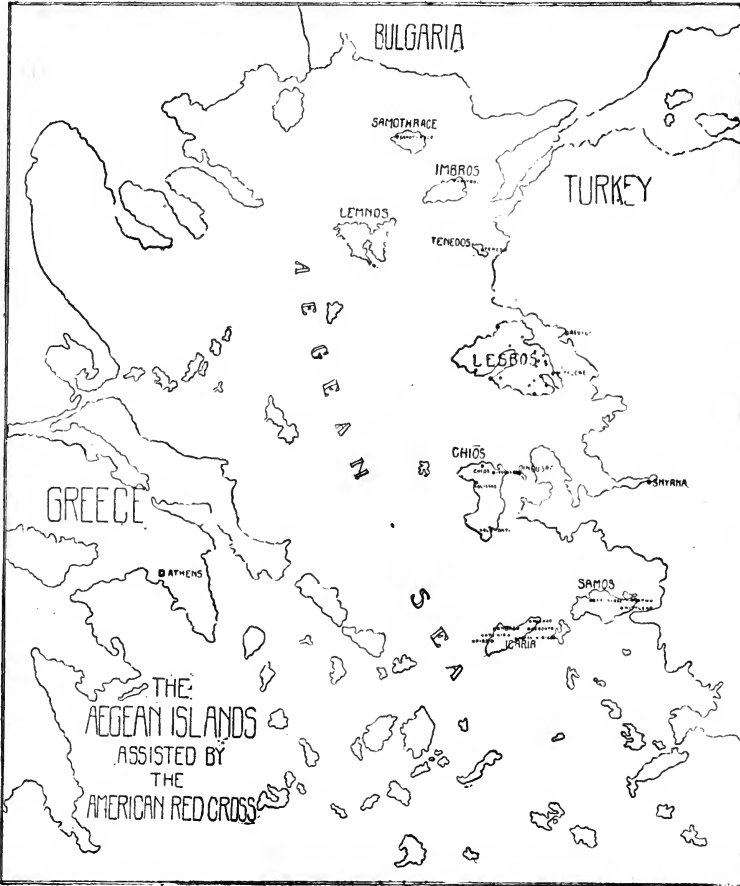 BULGARIA
SAMOTHRACE
IMBROS
TURKEY
LEMNOS
TENEDOS
AEGEAN SEA
LESBOS
CHIOS
CHIOS
SMYRNA
GREECE
ATHENS
SAMOS
ICARIA
THE
AEGEAN ISLANDS
ASSISTED BY
THE
AMERICAN RED CROSS